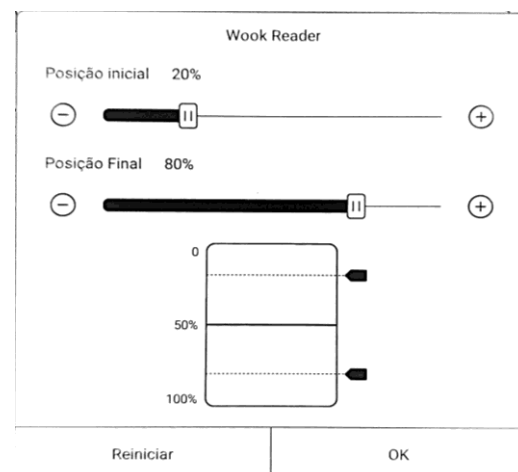 Wook Reader
Posição inicial 20%
Posição Final 80%
0
50%
100%
Reiniciar OK